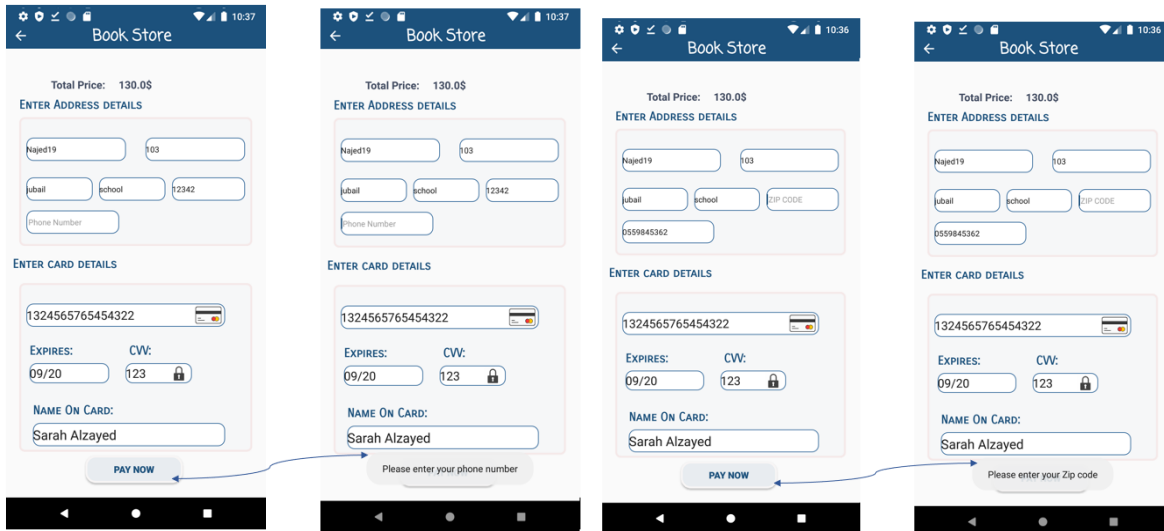 10:37
Book Store
Total Price: 130.0$
ENTER ADDRESS DETAILS
Najed19 103
jubail school 12342
Phone Number
ENTER CARD DETAILS
1324565765454322
EXPIRES: CVV:
09/20 123
NAME ON CARD:
Sarah Alzayed
PAY NOW
10:37
Book Store
Total Price: 130.0$
ENTER ADDRESS DETAILS
Najed19 103
jubail school 12342
Phone Number
ENTER CARD DETAILS
1324565765454322
EXPIRES: CVV:
09/20 123
NAME ON CARD:
Sarah Alzayed
Please enter your phone number
10:36
Book Store
Total Price: 130.0$
ENTER ADDRESS DETAILS
Najed19 103
jubail school ZIP CODE
0559845362
ENTER CARD DETAILS
1324565765454322
EXPIRES: CVV:
09/20 123
NAME ON CARD:
Sarah Alzayed
PAY NOW
10:36
Book Store
Total Price: 130.0$
ENTER ADDRESS DETAILS
Najed19 103
jubail school ZIP CODE
0559845362
ENTER CARD DETAILS
1324565765454322
EXPIRES: CVV:
09/20 123
NAME ON CARD:
Sarah Alzayed
Please enter your Zip code